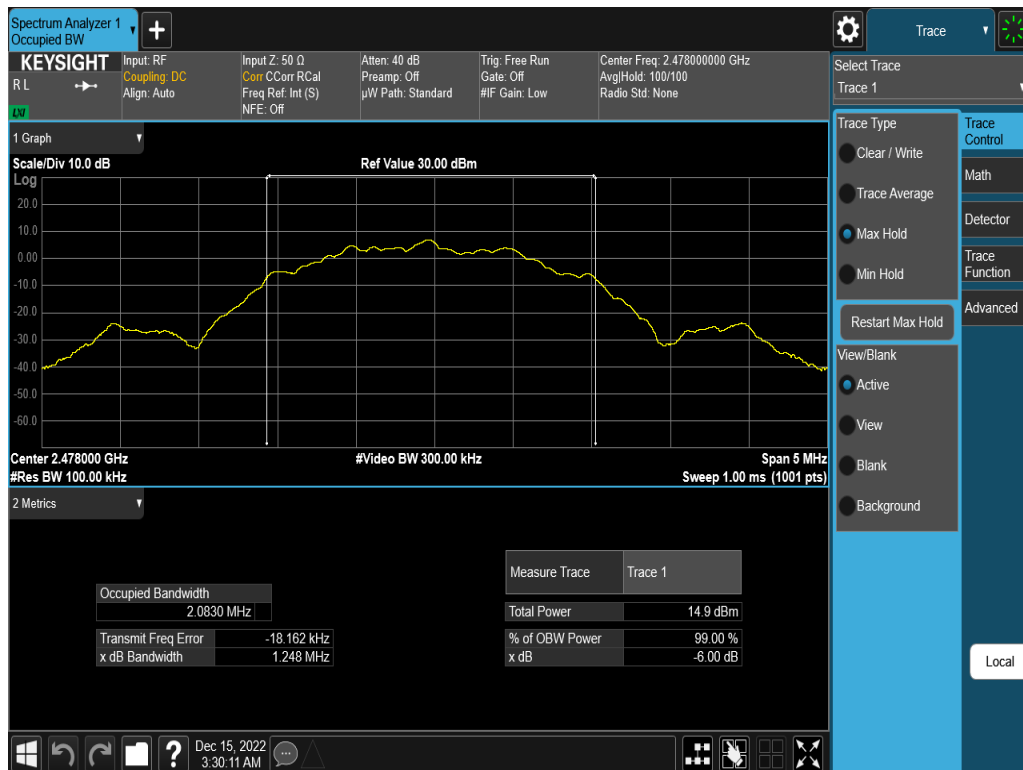 Spectrum Analyzer 1
Occupied BW
Trace
KEYSIGHT
R L
LXI
Input: RF
Coupling: DC
Align: Auto
Input Z: 50 Ω
Corr CCorr RCal
Freq Ref: Int (S)
NFE: Off
Atten: 40 dB
Preamp: Off
µW Path: Standard
Trig: Free Run
Gate: Off
#IF Gain: Low
Center Freq: 2.478000000 GHz
Avg|Hold: 100/100
Radio Std: None
Select Trace
Trace 1
1 Graph
Scale/Div 10.0 dB
Ref Value 30.00 dBm
Log
20.0
10.0
0.00
-10.0
-20.0
-30.0
-40.0
-50.0
-60.0
Center 2.478000 GHz
#Video BW 300.00 kHz
Span 5 MHz
#Res BW 100.00 kHz
Sweep 1.00 ms (1001 pts)
Trace Type
Clear / Write
Trace Average
Max Hold
Min Hold
Restart Max Hold
View/Blank
Active
View
Blank
Background
Trace
Control
Math
Detector
Trace
Function
Advanced
Local
2 Metrics
Occupied Bandwidth
2.0830 MHz
Transmit Freq Error -18.162 kHz
x dB Bandwidth 1.248 MHz
Measure Trace Trace 1
Total Power 14.9 dBm
% of OBW Power 99.00 %
x dB -6.00 dB
?
Dec 15, 2022
3:30:11 AM